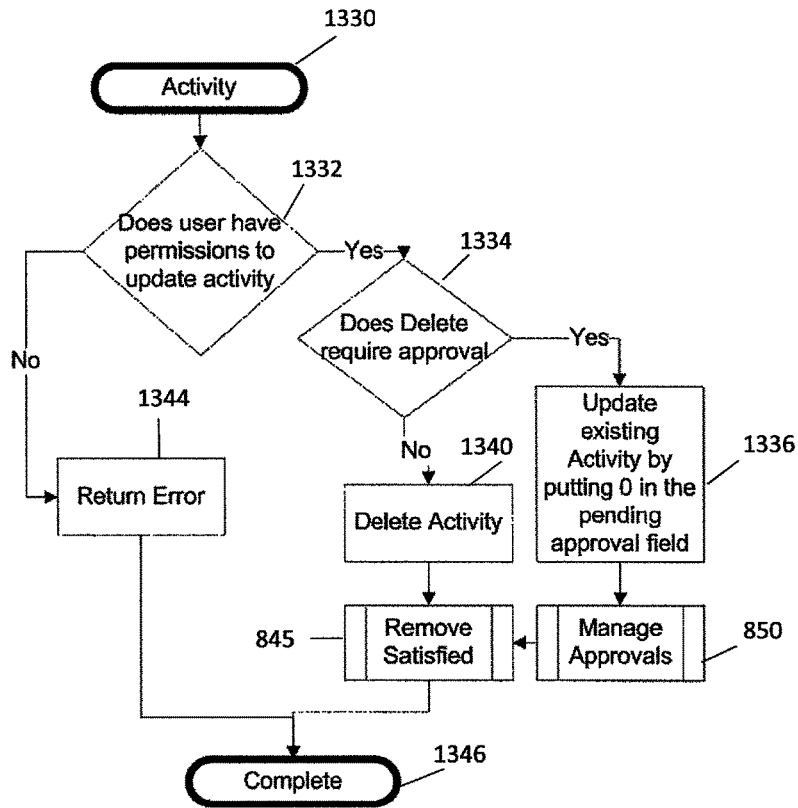 1330
Activity
1332
Does user have
permissions to
update activity
Yes
1334
Does Delete
require approval
Yes
No
1344
Return Error
No
1340
Delete Activity
Update
existing
Activity by
putting 0 in the
pending
approval field
1336
845
Remove
Satisfied
Manage
Approvals
850
1346
Complete